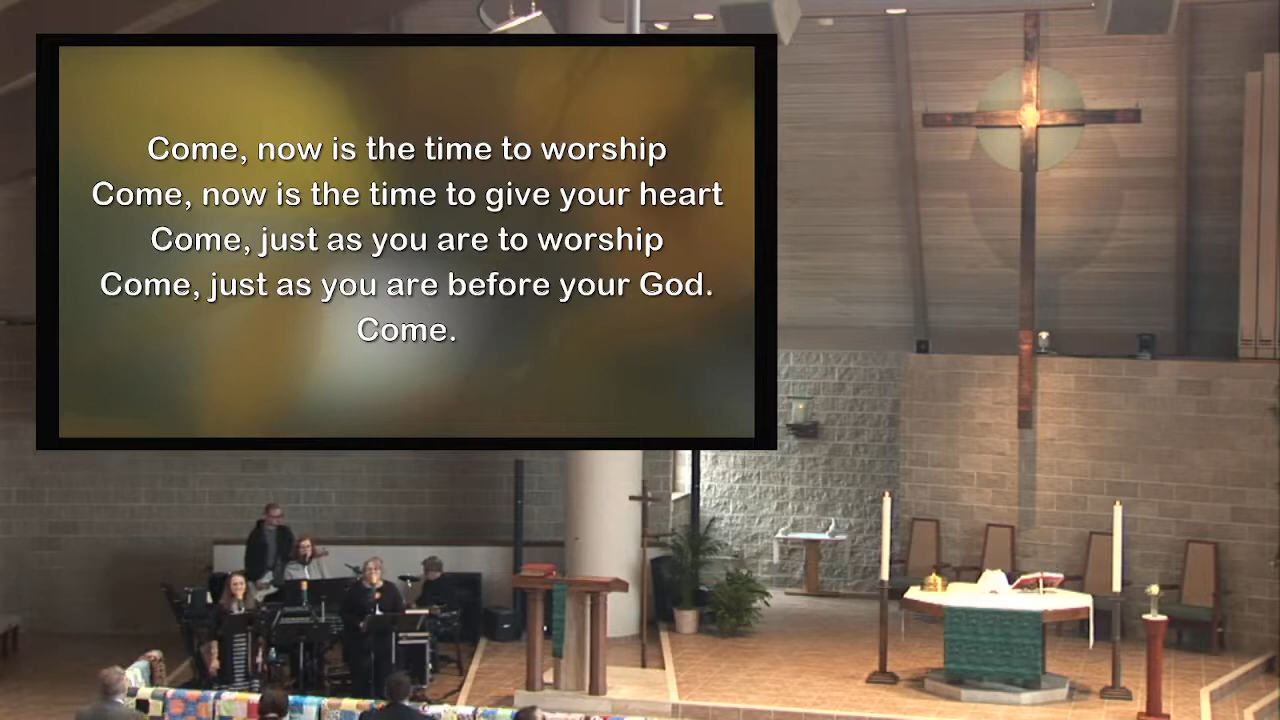 Come, now is the time to worship
Come, now is the time to give your heart
Come, just as you are to worship
Come, just as you are before your God.
Come.